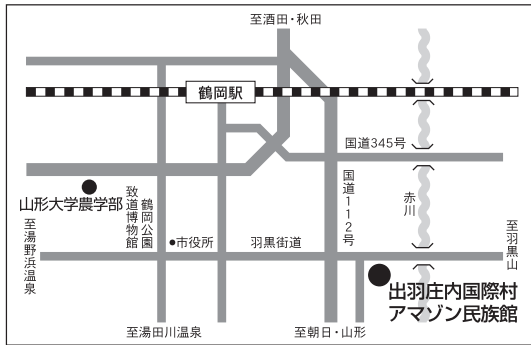 至酒田・秋田
鶴岡駅
国道345号
山形大学農学部
致道博物館
鶴岡公園
国道112号
赤川
至湯野浜温泉
市役所
羽黒街道
至羽黒山
出羽庄内国際村
アマゾン民族館
至湯田川温泉
至朝日・山形